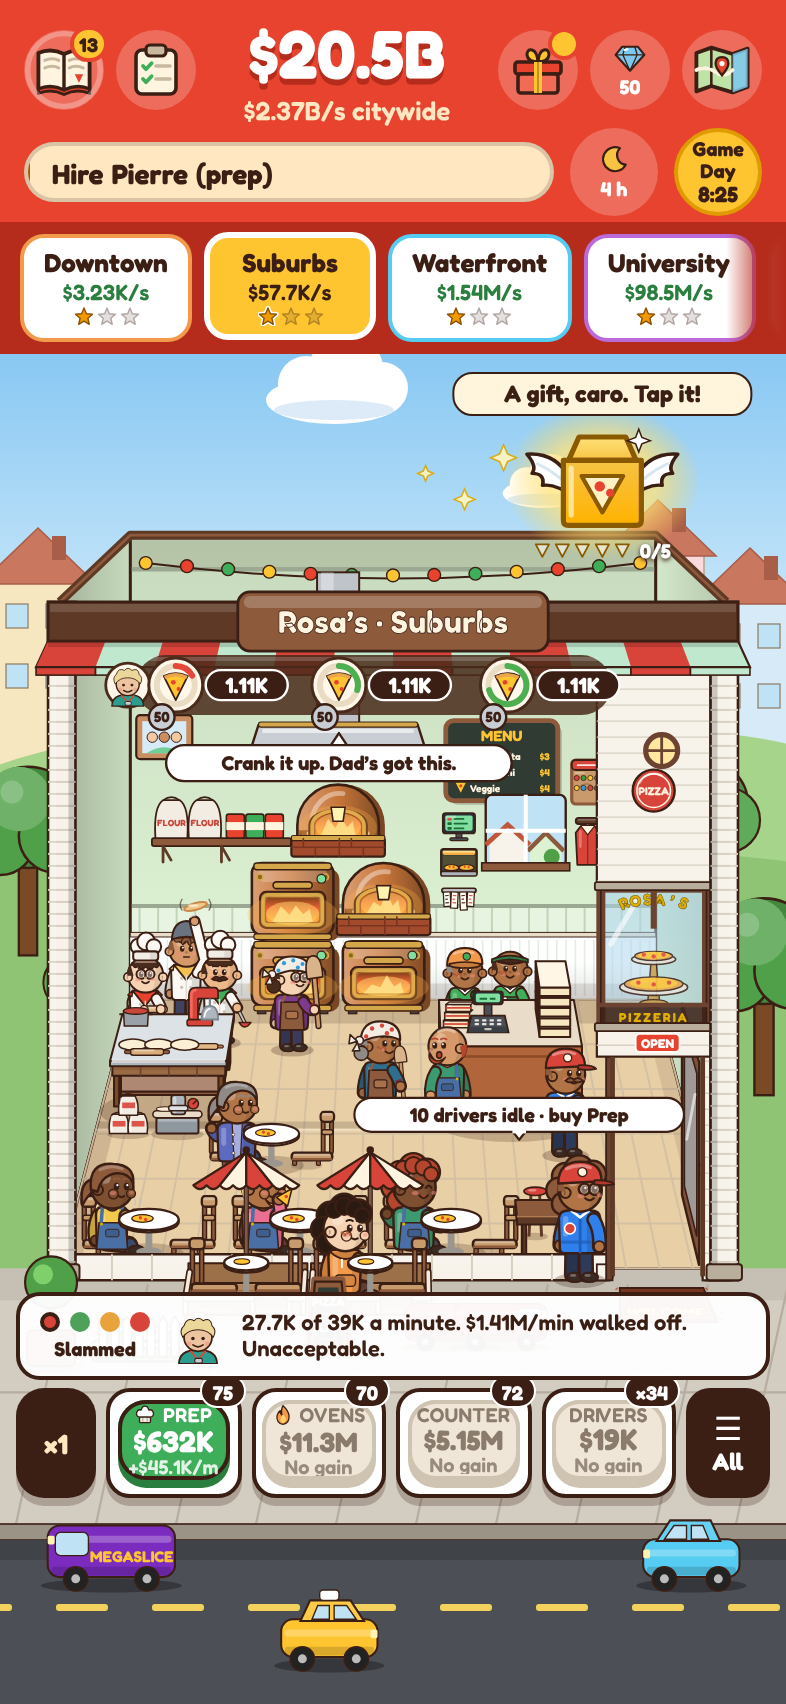 13
$20.5B
$2.37B/s citywide
50
Hire Pierre (prep)
4 h
Game
Day
8:25
Downtown
$3.23K/s
Suburbs
$57.7K/s
Waterfront
$1.54M/s
University
$98.5M/s
A gift, caro. Tap it!
0/5
Rosa's · Suburbs
1.11K
1.11K
1.11K
50
50
50
MENU
$3
$4
Veggie
$4
Crank it up. Dad's got this.
PIZZA
FLOUR
FLOUR
ROSA'S
PIZZERIA
OPEN
10 drivers idle · buy Prep
Slammed
27.7K of 39K a minute. $1.41M/min walked off.
Unacceptable.
x1
75
PREP
$632K
+$45.1K/m
70
OVENS
$11.3M
No gain
72
COUNTER
$5.15M
No gain
x34
DRIVERS
$19K
No gain
All
MEGASLICE